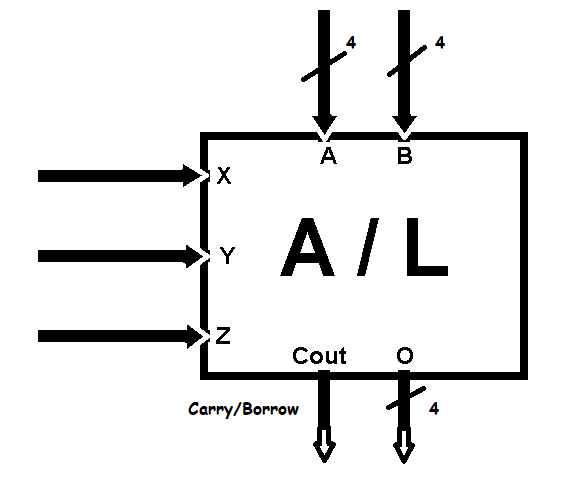 4 4
A B
X
Y
A / L
Z
Cout O
Carry/Borrow 4